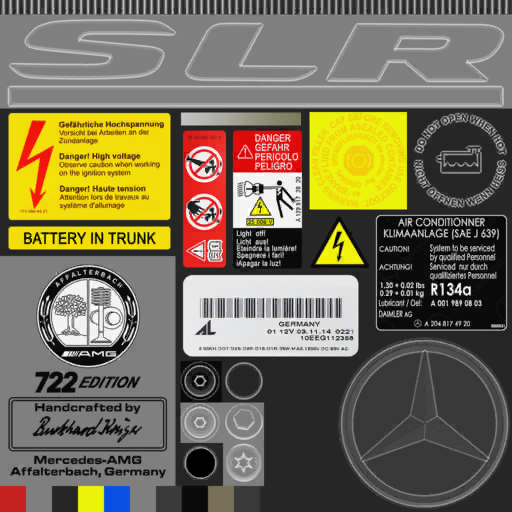 SLR
Gefährliche Hochspannung
Vorsicht bei Arbeiten an der
Zündanlage
Danger! High voltage
Observe caution when working
on the ignition system
Danger! Haute tension
Attention lors de travaux au
système d'allumage
BATTERY IN TRUNK
DANGER
GEFAHR
PERICOLO
PELIGRO
Light off!
Licht aus!
Eteindre la lumière!
Spegnere i fari!
¡Apagar la luz!
DO NOT OPEN WHEN HOT
NICHT ÖFFNEN WENN HEISS
AIR CONDITIONNER
KLIMAANLAGE (SAE J 639)
CAUTION! System to be serviced
by qualified Personnel
ACHTUNG! Serviced nur durch
qualifiziertes Personel
1.30 + 0.02 lbs
0.29 + 0.01 kg R134a
Lubricant / Oel: A 001 989 08 03
DAIMLER AG
A 204 817 49 20
AFFALTERBACH
AMG
722 EDITION
Handcrafted by
Mercedes-AMG
Affalterbach, Germany
AL
GERMANY
01 12V 03.11.14 0221
10EEG112358